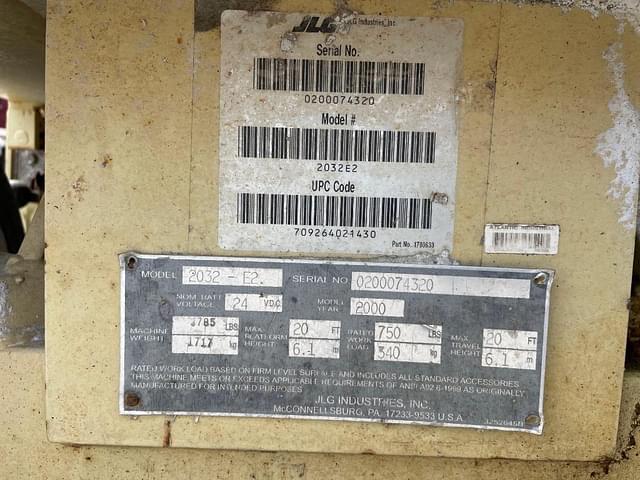 JLG JLG Industries, Inc.
Serial No.
0200074320
Model #
2032E2
UPC Code
709264021430
Part No. 1700633
ATLANTIC INDUSTRIES
MODEL 2032 - E2. SERIAL NO 0200074320
NOM BATT VOLTAGE 24 VDC MODEL YEAR 2000
MACHINE WEIGHT 3785 LBS 1717 kg MAX. PLATFORM HEIGHT 20 FT 6.1 m RATED WORK LOAD 750 LBS 340 kg MAX. TRAVEL HEIGHT 20 FT 6.1 m
RATED WORK LOAD BASED ON FIRM LEVEL SURFACE AND INCLUDES ALL STANDARD ACCESSORIES
THIS MACHINE MEETS OR EXCEEDS APPLICABLE REQUIREMENTS OF ANSI A92.6-1999 AS ORIGINALLY
MANUFACTURED FOR INTENDED PURPOSES
JLG INDUSTRIES, INC.
McCONNELLSBURG, PA. 17233-9533 U.S.A